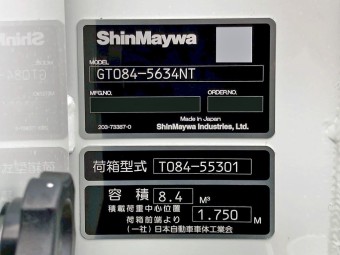 ShinMaywa
MODEL
GT084-5634NT
MFG.NO. ORDER.NO.
Made in Japan
203-73387-0 ShinMaywa Industries, Ltd.
荷箱型式 T084-55301
容積 8.4 M³
積載荷重中心位置
荷箱前端より 1.750 M
(一社)日本自動車車体工業会